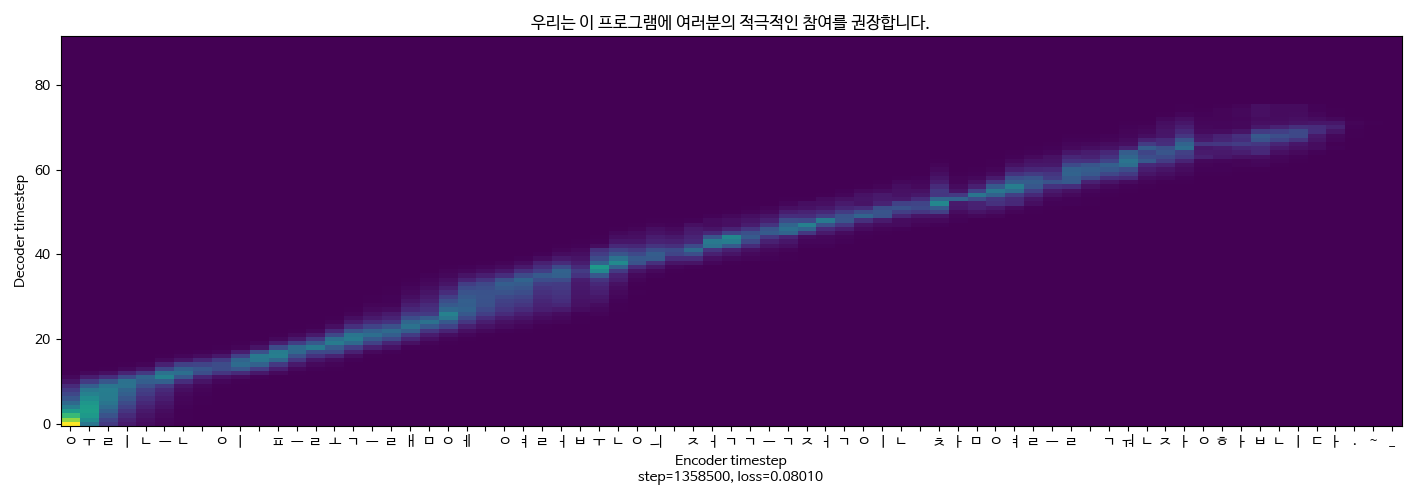 우리는 이 프로그램에 여러분의 적극적인 참여를 권장합니다.
80
60
40
20
0
Decoder timestep
ㅇㅜㄹㅣㄴㅡㄴ ㅇㅣ ㅍㅡㄹㅗㄱㅡㄹㅐㅁㅇㅔ ㅇㅕㄹㅓㅂㅜㄴㅇㅢ ㅈㅓㄱㄱㅡㄱㅈㅓㄱㅇㅣㄴ ㅊㅏㅁㅇㅕㄹㅡㄹ ㄱㅝㄴㅈㅏㅇㅎㅏㅂㄴㅣㄷㅏ.~_
Encoder timestep
step=1358500, loss=0.08010